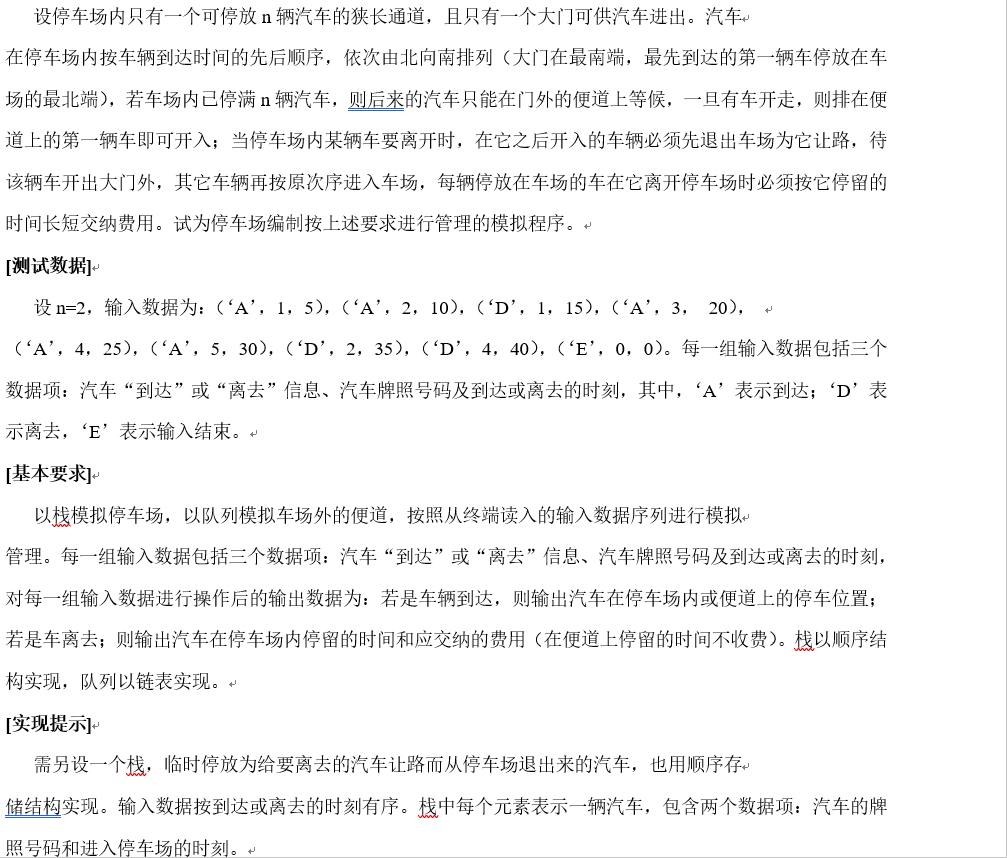 设停车场内只有一个可停放 n 辆汽车的狭长通道，且只有一个大门可供汽车进出。汽车
在停车场内按车辆到达时间的先后顺序，依次由北向南排列（大门在最南端，最先到达的第一辆车停放在车
场的最北端），若车场内已停满 n 辆汽车，则后来的汽车只能在门外的便道上等候，一旦有车开走，则排在便
道上的第一辆车即可开入；当停车场内某辆车要离开时，在它之后开入的车辆必须先退出车场为它让路，待
该辆车开出大门外，其它车辆再按原次序进入车场，每辆停放在车场的车在它离开停车场时必须按它停留的
时间长短交纳费用。试为停车场编制按上述要求进行管理的模拟程序。
[测试数据]
设 n=2，输入数据为：（‘A’，1，5），（‘A’，2，10），（‘D’，1，15），（‘A’，3， 20），
（‘A’，4，25），（‘A’，5，30），（‘D’，2，35），（‘D’，4，40），（‘E’，0，0）。每一组输入数据包括三个
数据项：汽车“到达”或“离去”信息、汽车牌照号码及到达或离去的时刻，其中，‘A’表示到达；‘D’表
示离去，‘E’表示输入结束。
[基本要求]
以栈模拟停车场，以队列模拟车场外的便道，按照从终端读入的输入数据序列进行模拟
管理。每一组输入数据包括三个数据项：汽车“到达”或“离去”信息、汽车牌照号码及到达或离去的时刻，
对每一组输入数据进行操作后的输出数据为：若是车辆到达，则输出汽车在停车场内或便道上的停车位置；
若是车离去；则输出汽车在停车场内停留的时间和应交纳的费用（在便道上停留的时间不收费）。栈以顺序结
构实现，队列以链表实现。
[实现提示]
需另设一个栈，临时停放为给要离去的汽车让路而从停车场退出来的汽车，也用顺序存
储结构实现。输入数据按到达或离去的时刻有序。栈中每个元素表示一辆汽车，包含两个数据项：汽车的牌
照号码和进入停车场的时刻。